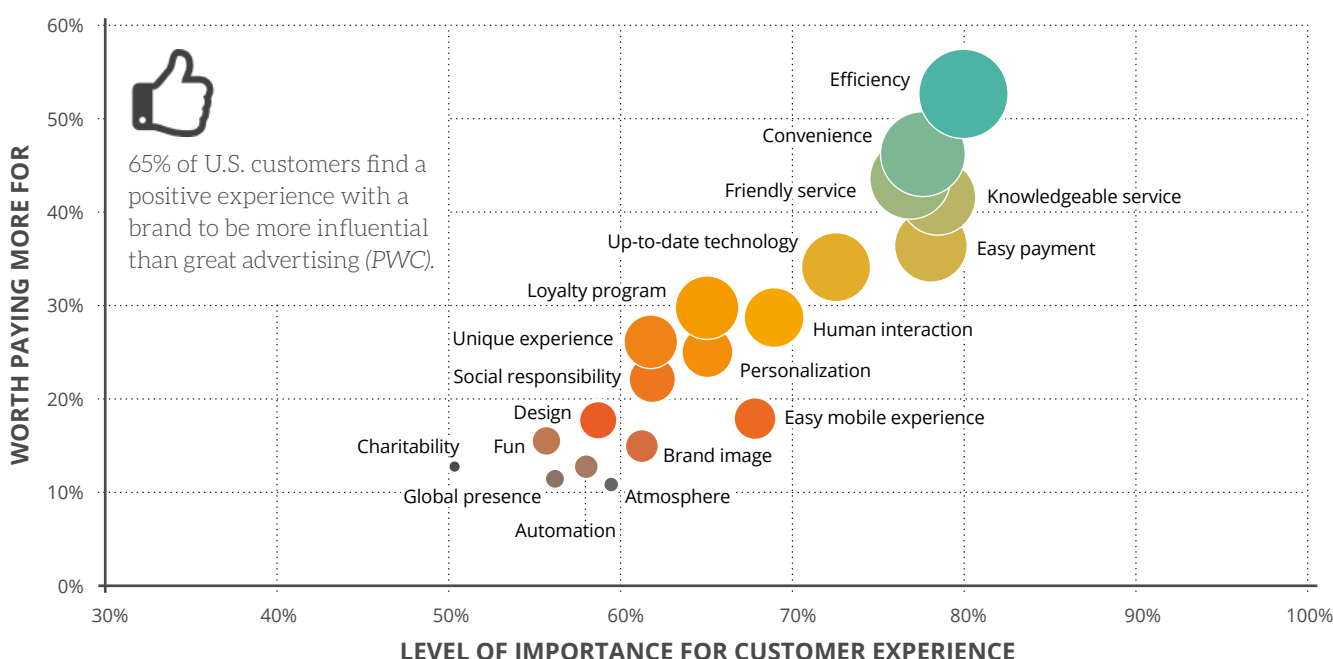 60%
50%
40%
30%
20%
10%
0%
WORTH PAYING MORE FOR
65% of U.S. customers find a
positive experience with a
brand to be more influential
than great advertising (PWC).
Efficiency
Convenience
Friendly service
Knowledgeable service
Up-to-date technology
Easy payment
Loyalty program
Human interaction
Unique experience
Personalization
Social responsibility
Design
Easy mobile experience
Charitability
Fun
Brand image
Global presence
Atmosphere
Automation
30%
40%
50%
60%
70%
80%
90%
100%
LEVEL OF IMPORTANCE FOR CUSTOMER EXPERIENCE